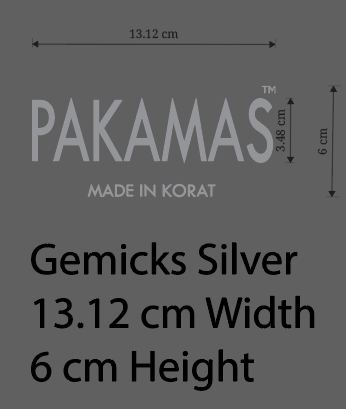 13.12 cm
PAKAMAS™
3.48 cm
6 cm
MADE IN KORAT
Gemicks Silver
13.12 cm Width
6 cm Height